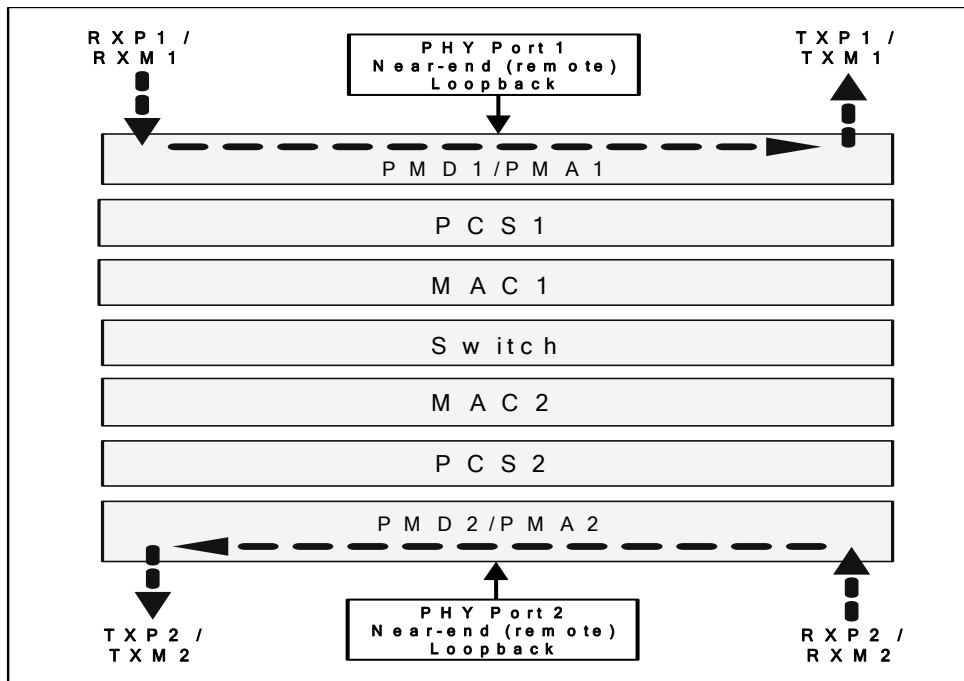 RXP1 /
RXM1
PHY Port 1
Near-end (remote)
Loopback
TXP1 /
TXM1
PMD1/PMA1
PCS1
MAC1
Switch
MAC2
PCS2
PMD2/PMA2
TXP2 /
TXM2
PHY Port 2
Near-end (remote)
Loopback
RXP2 /
RXM2